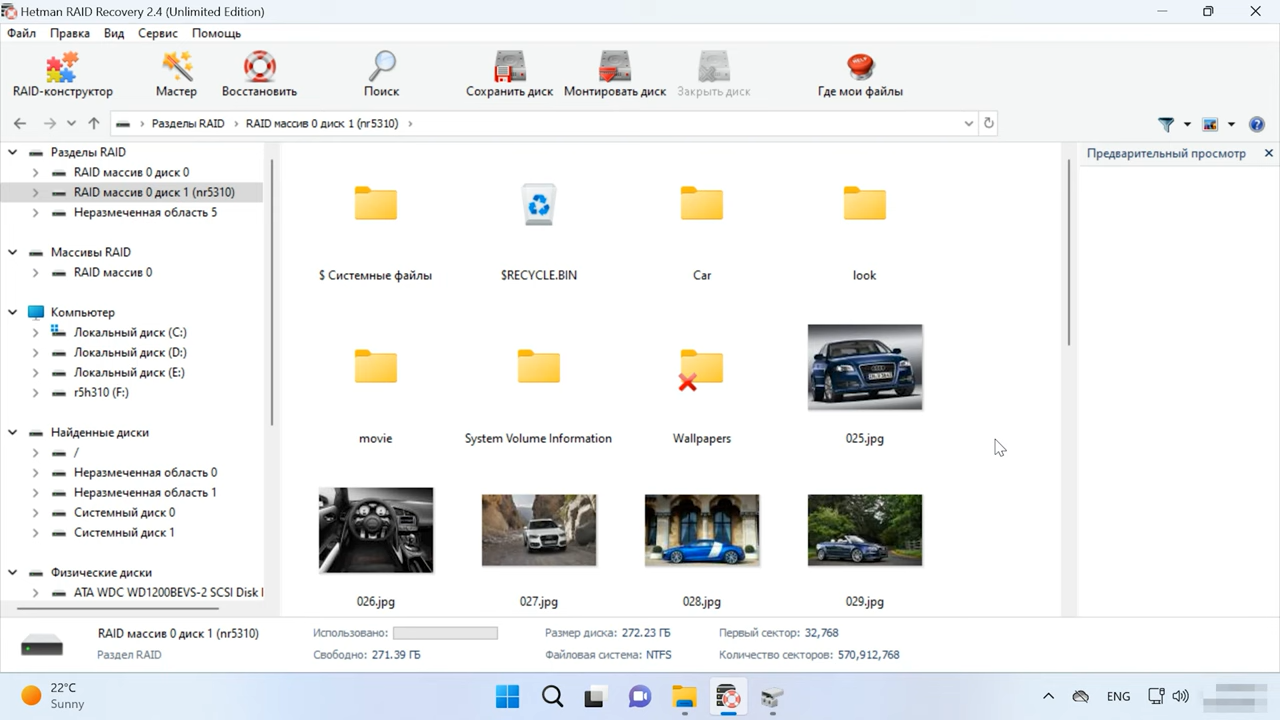 Hetman RAID Recovery 2.4 (Unlimited Edition)
Файл Правка Вид Сервис Помощь
RAID-конструктор Мастер Восстановить Поиск Сохранить диск Монтировать диск Закрыть диск HELP Где мои файлы
Разделы RAID > RAID массив 0 диск 1 (nr5310) >
Предварительный просмотр
Разделы RAID
RAID массив 0 диск 0
RAID массив 0 диск 1 (nr5310)
Неразмеченная область 5
Массивы RAID
RAID массив 0
Компьютер
Локальный диск (C:)
Локальный диск (D:)
Локальный диск (E:)
r5h310 (F:)
Найденные диски
/
Неразмеченная область 0
Неразмеченная область 1
Системный диск 0
Системный диск 1
Физические диски
ATA WDC WD1200BEVS-2 SCSI Disk
$ Системные файлы $RECYCLE.BIN Car look
movie System Volume Information Wallpapers 025.jpg
026.jpg 027.jpg 028.jpg 029.jpg
RAID массив 0 диск 1 (nr5310) Использовано: Размер диска: 272.23 ГБ Первый сектор: 32,768
Раздел RAID Свободно: 271.39 ГБ Файловая система: NTFS Количество секторов: 570,912,768
22°C
Sunny
ENG